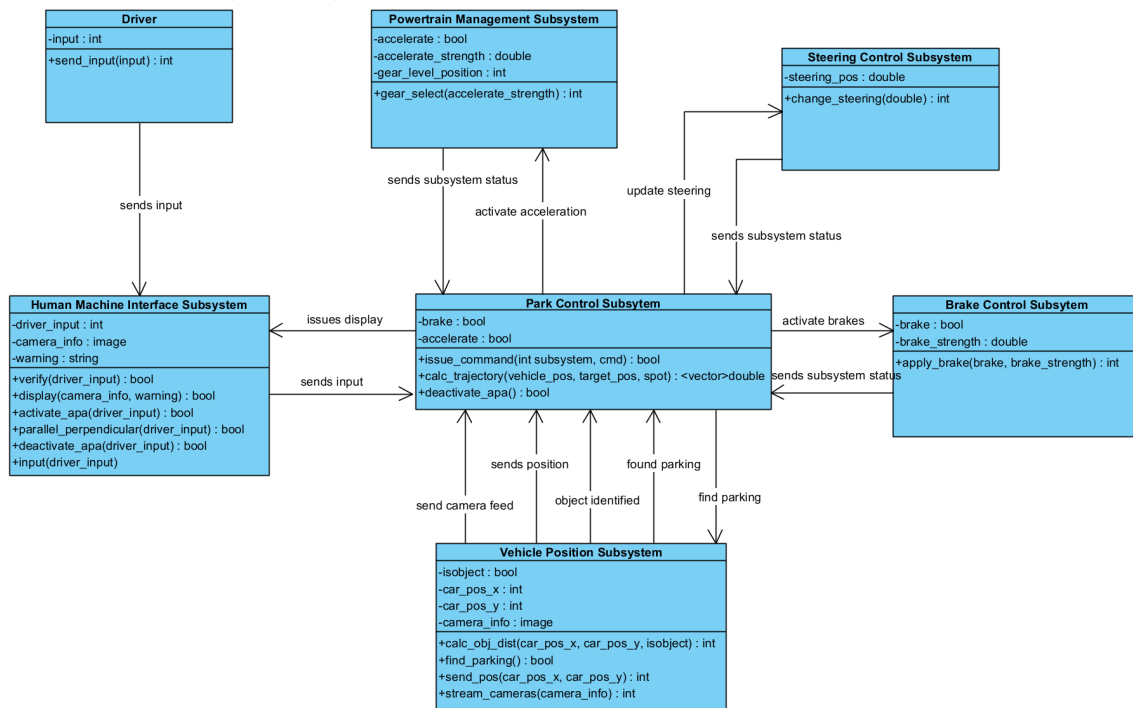 Driver
-input : int
+send_input(input) : int
Powertrain Management Subsystem
-accelerate : bool
-accelerate_strength : double
-gear_level_position : int
+gear_select(accelerate_strength) : int
Steering Control Subsystem
-steering_pos : double
+change_steering(double) : int
sends input
sends subsystem status
activate acceleration
update steering
sends subsystem status
Human Machine Interface Subsystem
-driver_input : int
-camera_info : image
-warning : string
+verify(driver_input) : bool
+display(camera_info, warning) : bool
+activate_apa(driver_input) : bool
+parallel_perpendicular(driver_input) : bool
+deactivate_apa(driver_input) : bool
+input(driver_input)
issues display
sends input
Park Control Subsytem
-brake : bool
-accelerate : bool
+issue_command(int subsystem, cmd) : bool
+calc_trajectory(vehicle_pos, target_pos, spot) : <vector>double
+deactivate_apa() : bool
activate brakes
sends subsystem status
Brake Control Subsytem
-brake : bool
-brake_strength : double
+apply_brake(brake, brake_strength) : int
send camera feed
sends position
object identified
found parking
find parking
Vehicle Position Subsystem
-isobject : bool
-car_pos_x : int
-car_pos_y : int
-camera_info : image
+calc_obj_dist(car_pos_x, car_pos_y, isobject) : int
+find_parking() : bool
+send_pos(car_pos_x, car_pos_y) : int
+stream_cameras(camera_info) : int